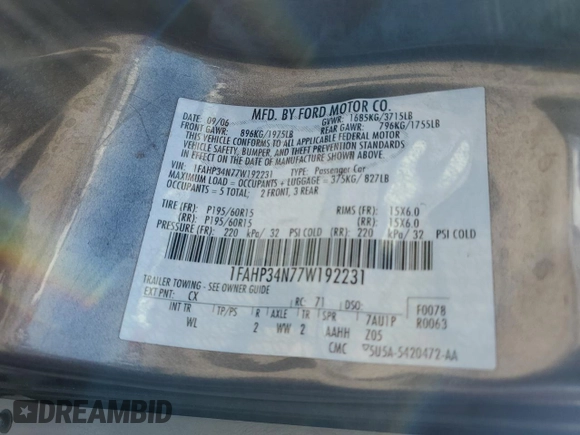 MFD. BY FORD MOTOR CO.
DATE: 09/06 GVWR: 1685KG/3715LB
FRONT GAWR: 896KG/1975LB REAR GAWR: 796KG/1755LB
THIS VEHICLE CONFORMS TO ALL APPLICABLE FEDERAL MOTOR
VEHICLE SAFETY, BUMPER, AND THEFT PREVENTION STANDARDS
IN EFFECT ON THE DATE OF MANUFACTURE SHOWN ABOVE.
VIN: 1FAHP34N77W192231 TYPE: Passenger Car
MAXIMUM LOAD = OCCUPANTS + LUGGAGE = 375KG/ 827LB
OCCUPANTS = 5 TOTAL: 2 FRONT, 3 REAR
TIRE (FR): P195/60R15 RIMS (FR): 15X6.0
(RR): P195/60R15 (RR): 15X6.0
PRESSURE (FR): 220 kPa/ 32 PSI COLD (RR): 220 kPa/ 32 PSI COLD
1FAHP34N77W192231
TRAILER TOWING - SEE OWNER GUIDE
EXT PNT: CX RC: 71 DSO: F0078
INT TR TP/PS R AXLE TR SPR 7AU1P R0063
WL 2 WW 2 AAHH Z05
CMC 5U5A-5420472-AA
DREAMBID